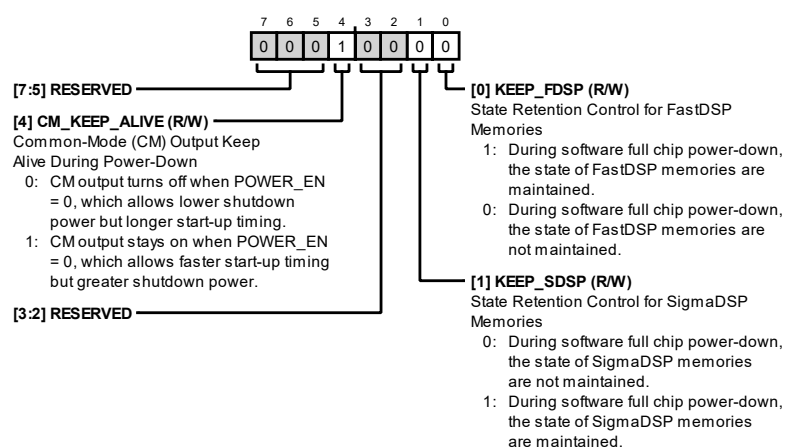 7 6 5 4 3 2 1 0
0 0 0 1 0 0 0 0
[7:5] RESERVED
[4] CM_KEEP_ALIVE (R/W)
Common-Mode (CM) Output Keep
Alive During Power-Down
0: CM output turns off when POWER_EN
= 0, which allows lower shutdown
power but longer start-up timing.
1: CM output stays on when POWER_EN
= 0, which allows faster start-up timing
but greater shutdown power.
[3:2] RESERVED
[0] KEEP_FDSP (R/W)
State Retention Control for FastDSP
Memories
1: During software full chip power-down,
the state of FastDSP memories are
maintained.
0: During software full chip power-down,
the state of FastDSP memories are
not maintained.
[1] KEEP_SDSP (R/W)
State Retention Control for SigmaDSP
Memories
0: During software full chip power-down,
the state of SigmaDSP memories
are not maintained.
1: During software full chip power-down,
the state of SigmaDSP memories
are maintained.